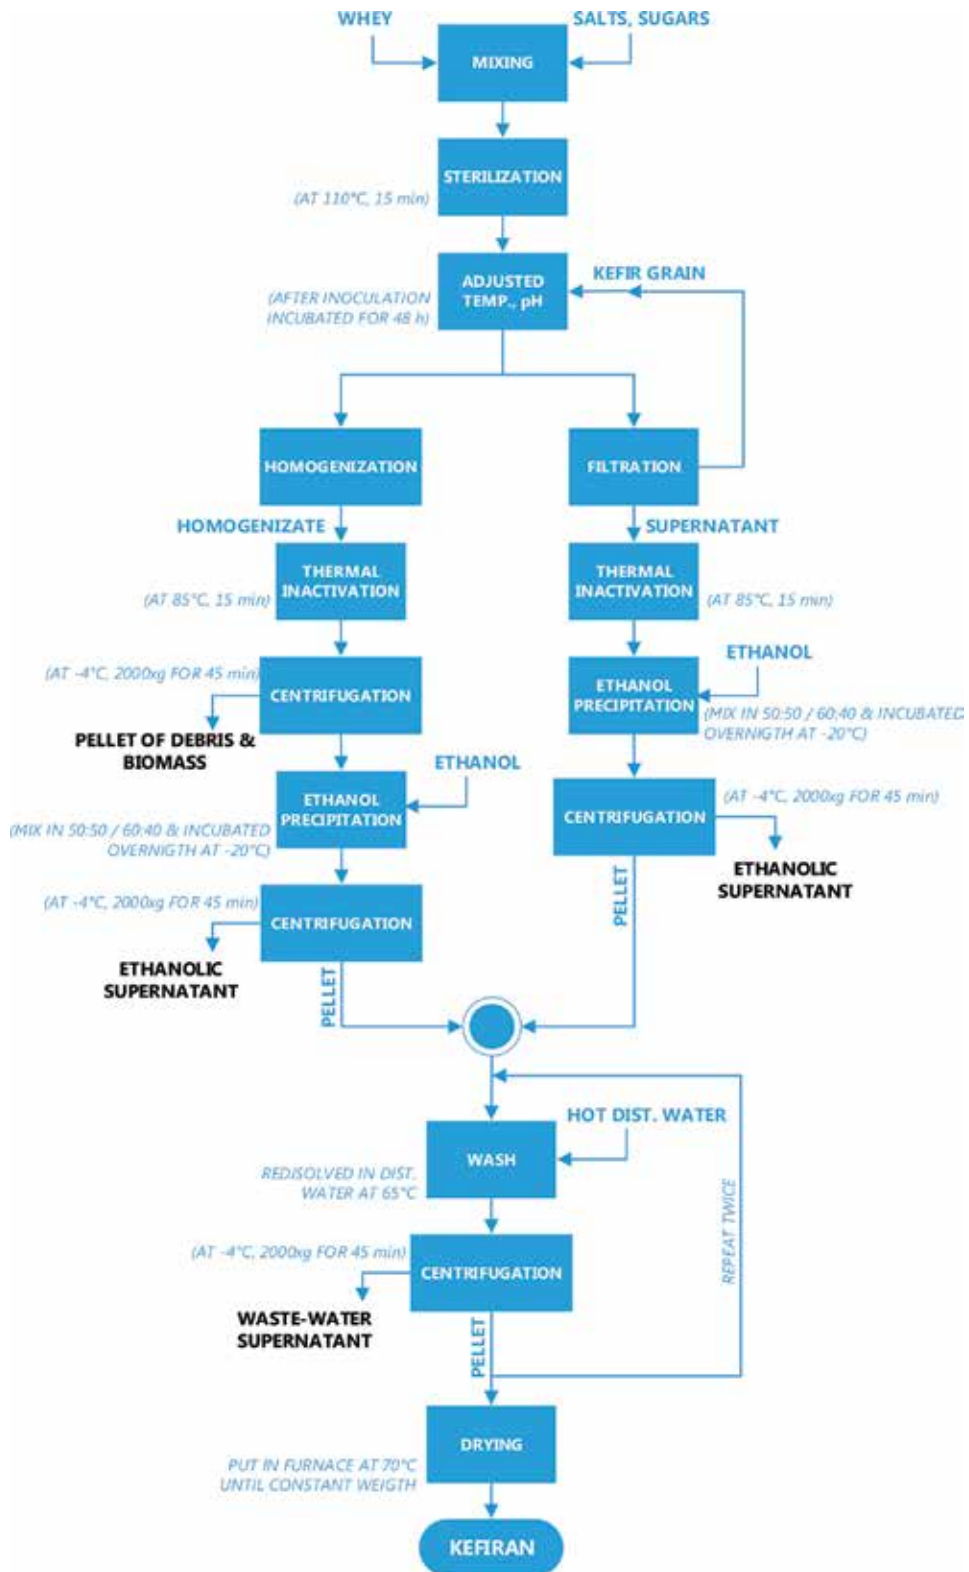 WHEY
SALTS, SUGARS
MIXING
STERILIZATION
(AT 110°C, 15 min)
KEFIR GRAIN
ADJUSTED
TEMP., pH
(AFTER INOCULATION
INCUBATED FOR 48 h)
HOMOGENIZATION
FILTRATION
HOMOGENIZATE
SUPERNATANT
THERMAL
INACTIVATION
(AT 85°C, 15 min)
THERMAL
INACTIVATION
(AT 85°C, 15 min)
(AT -4°C, 2000xg FOR 45 min)
CENTRIFUGATION
PELLET OF DEBRIS &
BIOMASS
ETHANOL
ETHANOL
PRECIPITATION
(MIX IN 50:50 / 60:40 & INCUBATED
OVERNIGTH AT -20°C)
ETHANOL
ETHANOL
PRECIPITATION
(MIX IN 50:50 / 60:40 & INCUBATED
OVERNIGTH AT -20°C)
(AT -4°C, 2000xg FOR 45 min)
CENTRIFUGATION
ETHANOLIC
SUPERNATANT
PELLET
(AT -4°C, 2000xg FOR 45 min)
CENTRIFUGATION
ETHANOLIC
SUPERNATANT
PELLET
HOT DIST. WATER
WASH
REDISOLVED IN DIST.
WATER AT 65°C
REPEAT TWICE
(AT -4°C, 2000xg FOR 45 min)
CENTRIFUGATION
WASTE-WATER
SUPERNATANT
PELLET
DRYING
PUT IN FURNACE AT 70°C
UNTIL CONSTANT WEIGTH
KEFIRAN